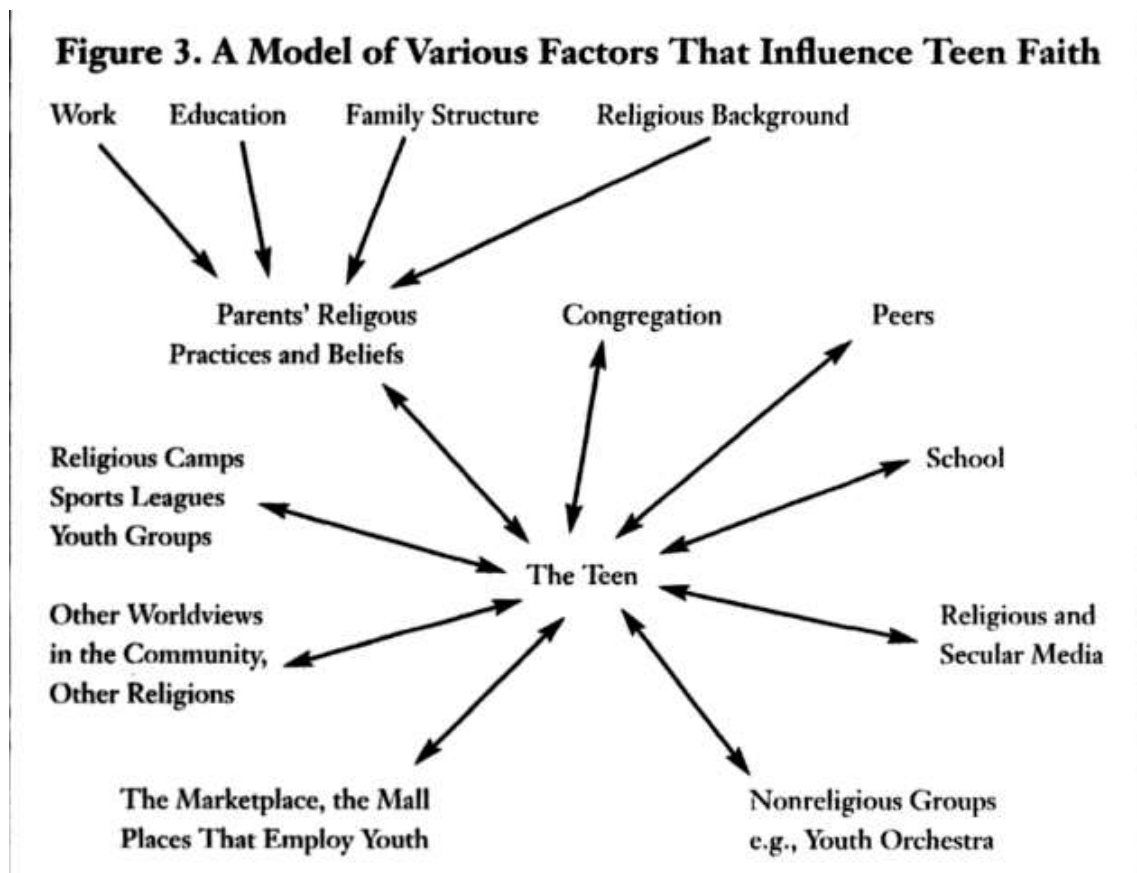 Figure 3. A Model of Various Factors That Influence Teen Faith
Work Education Family Structure Religious Background
Parents' Religous
Practices and Beliefs
Congregation
Peers
Religious Camps
Sports Leagues
Youth Groups
School
The Teen
Other Worldviews
in the Community,
Other Religions
Religious and
Secular Media
The Marketplace, the Mall
Places That Employ Youth
Nonreligious Groups
e.g., Youth Orchestra